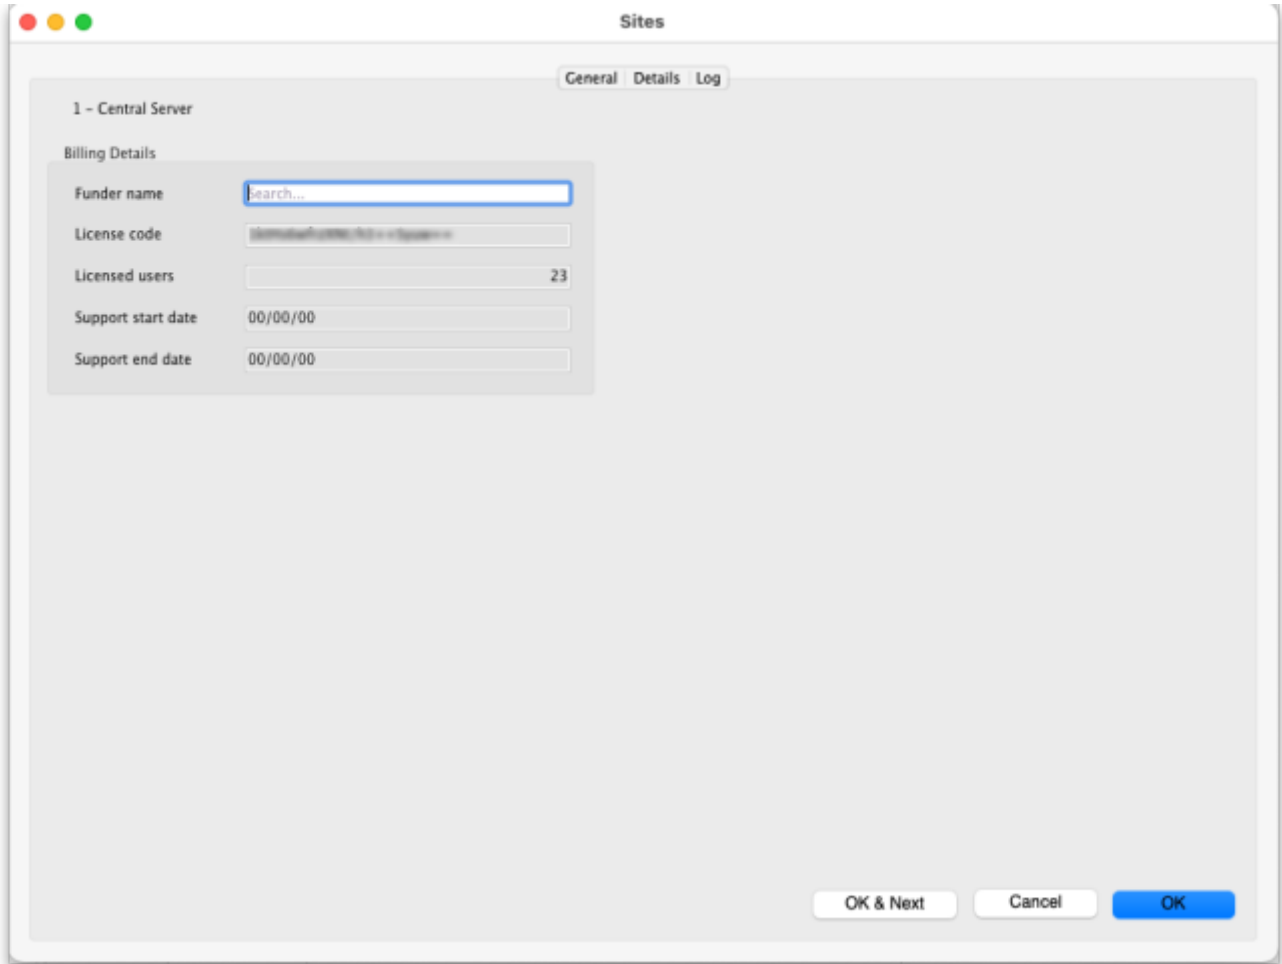 Sites
General Details Log
1 – Central Server
Billing Details
Funder name Search...
License code
Licensed users 23
Support start date 00/00/00
Support end date 00/00/00
OK & Next Cancel OK